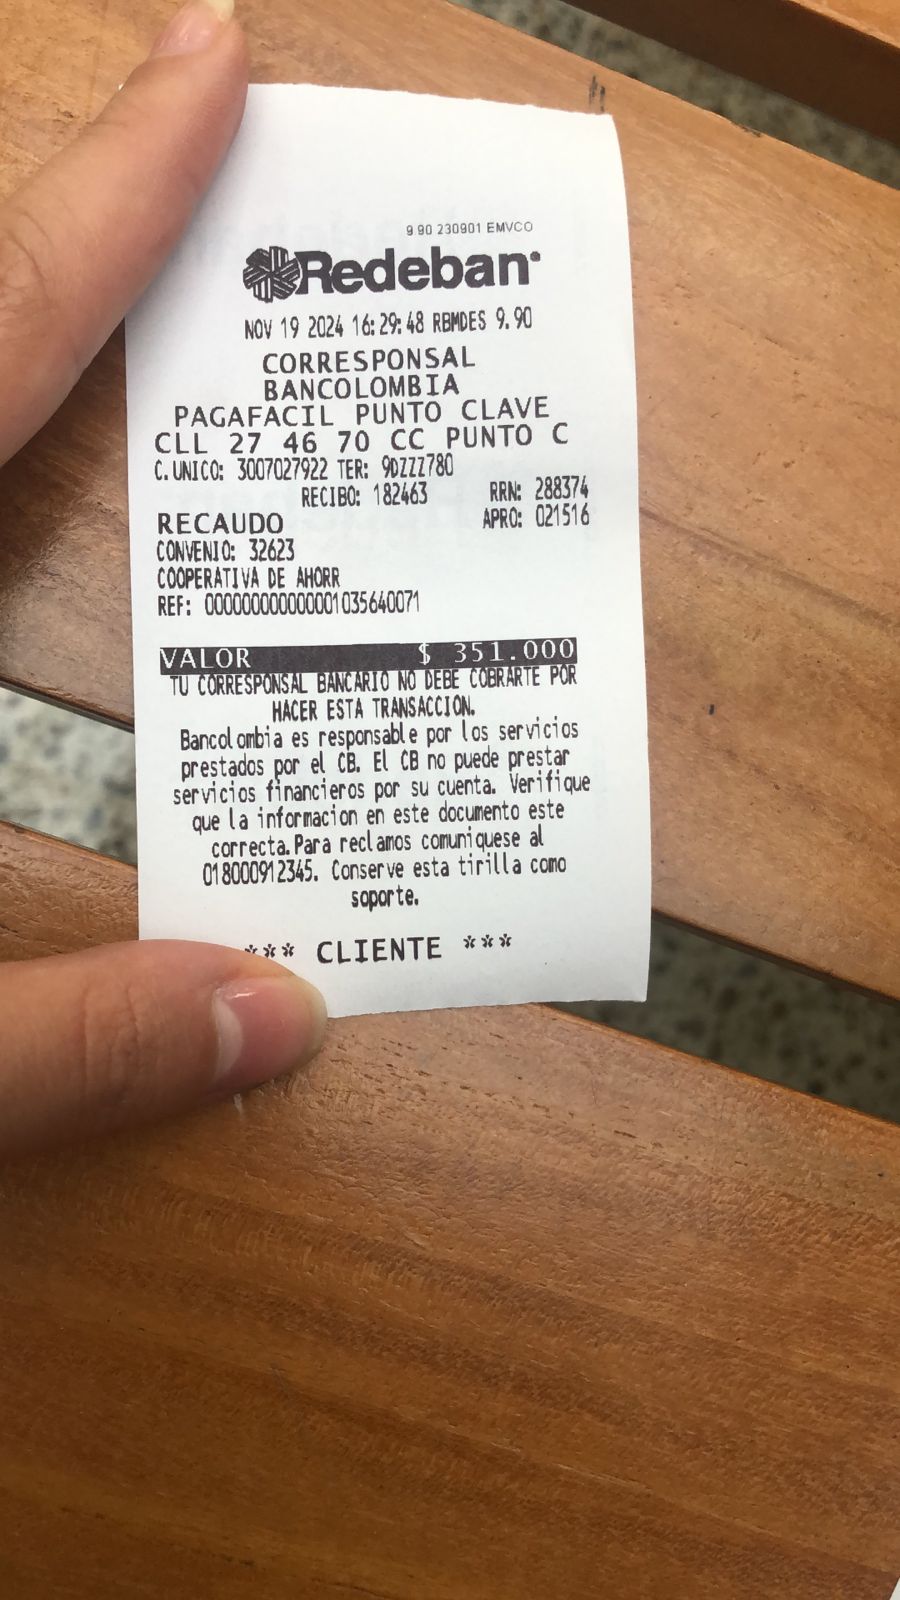 9.90 230901 EMVCO
Redeban
NOV 19 2024 16:29:48 RBMDES 9.90
CORRESPONSAL
BANCOLOMBIA
PAGAFACIL PUNTO CLAVE
CLL 27 46 70 CC PUNTO C
C.UNICO: 3007027922 TER: 9DZZZ780
RECIBO: 182463 RRN: 288374
RECAUDO APRO: 021516
CONVENIO: 32623
COOPERATIVA DE AHORR
REF: 000000000000001035640071
VALOR $ 351.000
TU CORRESPONSAL BANCARIO NO DEBE COBRARTE POR
HACER ESTA TRANSACCION.
Bancolombia es responsable por los servicios
prestados por el CB. El CB no puede prestar
servicios financieros por su cuenta. Verifique
que la informacion en este documento este
correcta.Para reclamos comuniquese al
018000912345. Conserve esta tirilla como
soporte.
*** CLIENTE ***